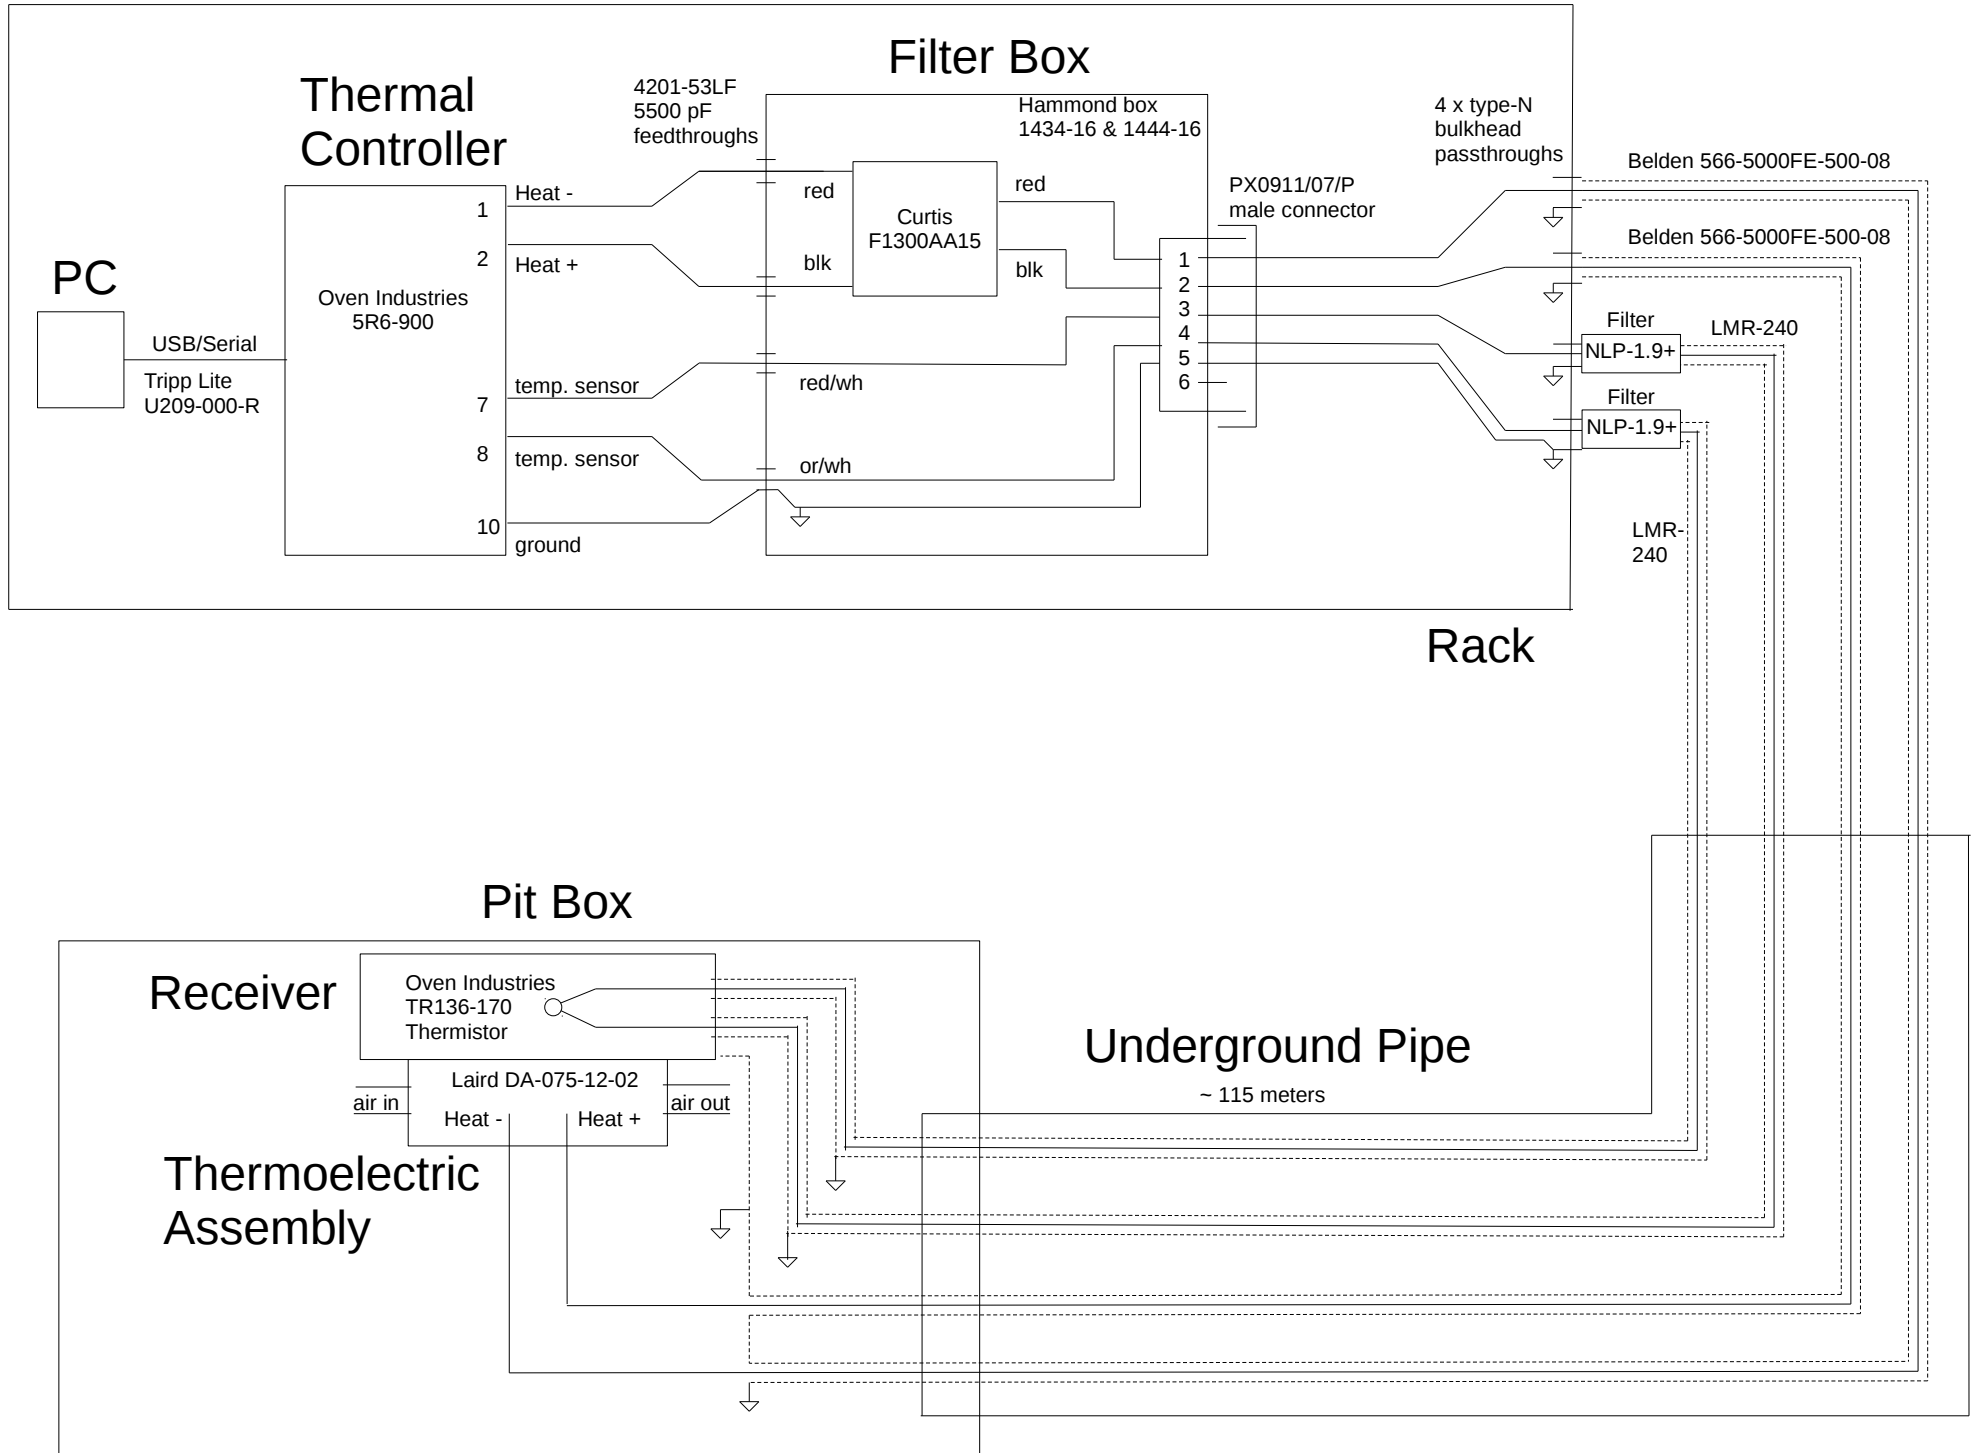 Filter Box
Thermal
Controller
4201-53LF
5500 pF
feedthroughs
Hammond box
1434-16 & 1444-16
4 x type-N
bulkhead
passthroughs
Belden 566-5000FE-500-08
PX0911/07/P
male connector
Heat -
1
red
red
Curtis
F1300AA15
2
Heat +
blk
blk
Belden 566-5000FE-500-08
PC
Oven Industries
5R6-900
1
2
3
4
5
6
Filter
NLP-1.9+
LMR-240
USB/Serial
Tripp Lite
U209-000-R
temp. sensor
7
red/wh
Filter
NLP-1.9+
8
temp. sensor
or/wh
10
ground
LMR-
240
Rack
Pit Box
Receiver
Oven Industries
TR136-170
Thermistor
Underground Pipe
~ 115 meters
Laird DA-075-12-02
air in
air out
Heat -
Heat +
Thermoelectric
Assembly